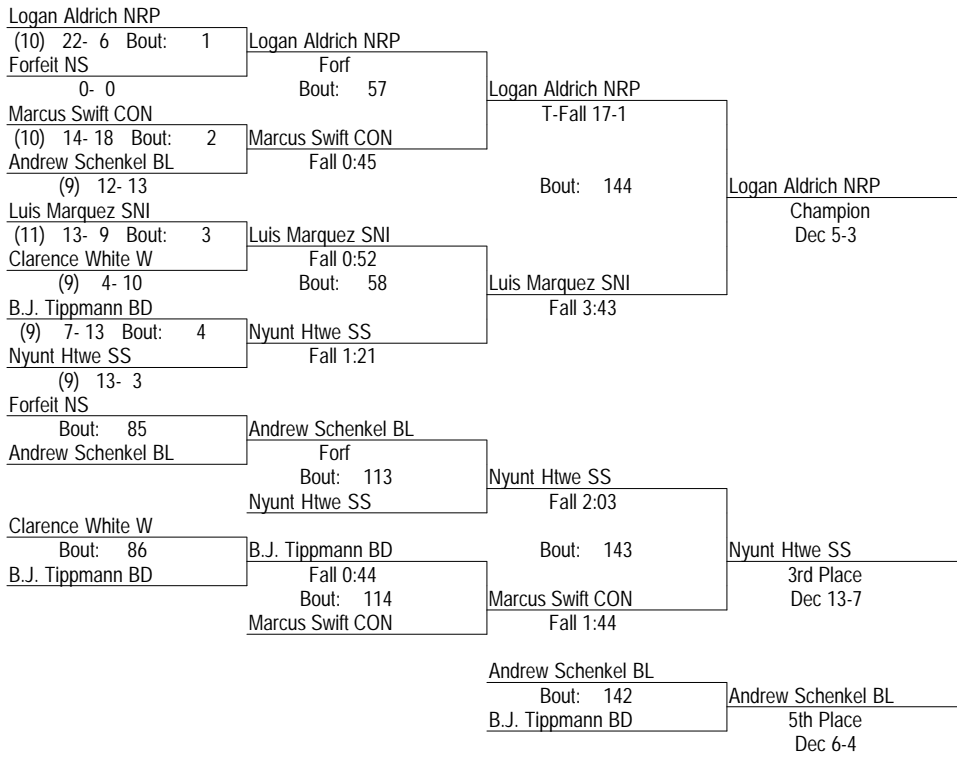 Logan Aldrich NRP
(10) 22- 6 Bout: 1
Logan Aldrich NRP
Forfeit NS
Forf
0- 0
Bout: 57
Logan Aldrich NRP
Marcus Swift CON
T-Fall 17-1
(10) 14- 18 Bout: 2
Marcus Swift CON
Andrew Schenkel BL
Fall 0:45
(9) 12- 13
Bout: 144
Logan Aldrich NRP
Luis Marquez SNI
Champion
(11) 13- 9 Bout: 3
Luis Marquez SNI
Dec 5-3
Clarence White W
Fall 0:52
(9) 4- 10
Bout: 58
Luis Marquez SNI
B.J. Tippmann BD
Fall 3:43
(9) 7- 13 Bout: 4
Nyunt Htwe SS
Nyunt Htwe SS
Fall 1:21
(9) 13- 3
Forfeit NS
Bout: 85
Andrew Schenkel BL
Andrew Schenkel BL
Forf
Bout: 113
Nyunt Htwe SS
Nyunt Htwe SS
Fall 2:03
Clarence White W
Bout: 86
B.J. Tippmann BD
Bout: 143
Nyunt Htwe SS
B.J. Tippmann BD
Fall 0:44
3rd Place
Bout: 114
Marcus Swift CON
Dec 13-7
Marcus Swift CON
Fall 1:44
Andrew Schenkel BL
Bout: 142
Andrew Schenkel BL
B.J. Tippmann BD
5th Place
Dec 6-4